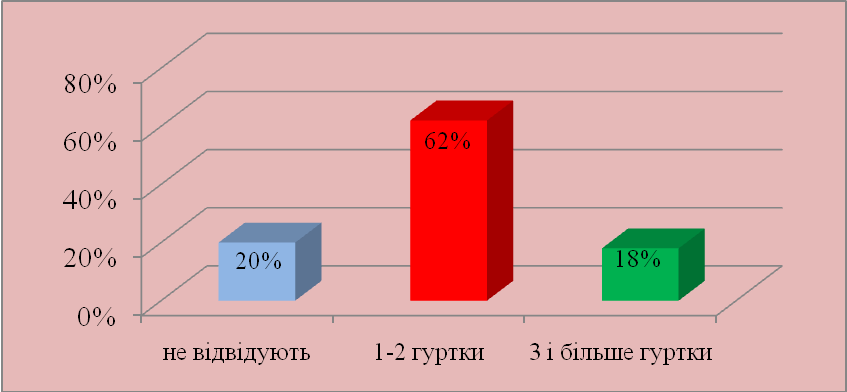 80%
60%
40%
20%
0%
20%
62%
18%
не відвідують
1-2 гуртки
3 і більше гуртки